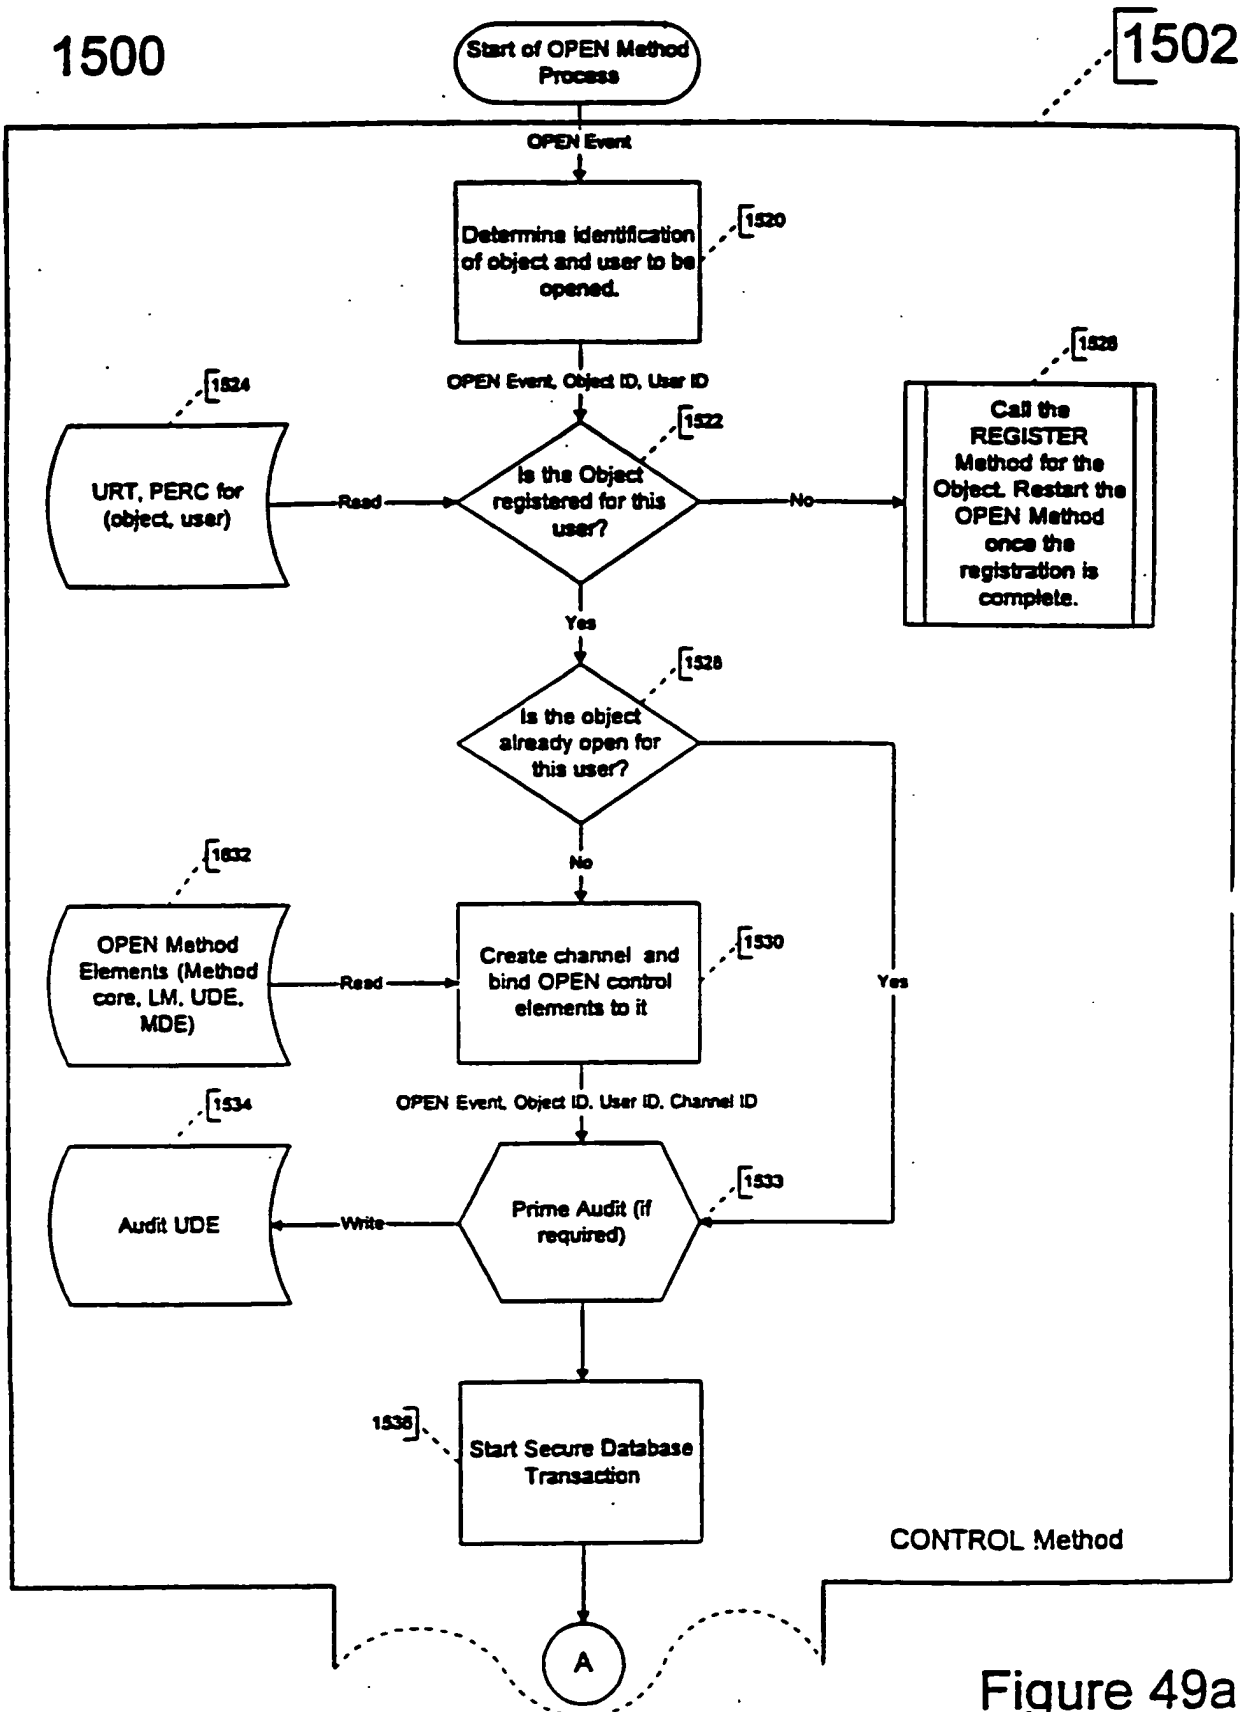 1500
1502
Start of OPEN Method
Process
OPEN Event
Determine identification
of object and user to be
opened.
1520
OPEN Event, Object ID, User ID
1524
1522
1526
URT, PERC for
(object, user)
Read
Is the Object
registered for this
user?
No
Call the
REGISTER
Method for the
Object. Restart the
OPEN Method
once the
registration is
complete.
Yes
1528
Is the object
already open for
this user?
No
Yes
1632
OPEN Method
Elements (Method
core, LM, UDE,
MDE)
Read
Create channel and
bind OPEN control
elements to it
1530
OPEN Event, Object ID, User ID, Channel ID
1534
Audit UDE
Write
Prime Audit (if
required)
1533
1536
Start Secure Database
Transaction
CONTROL Method
A
Figure 49a